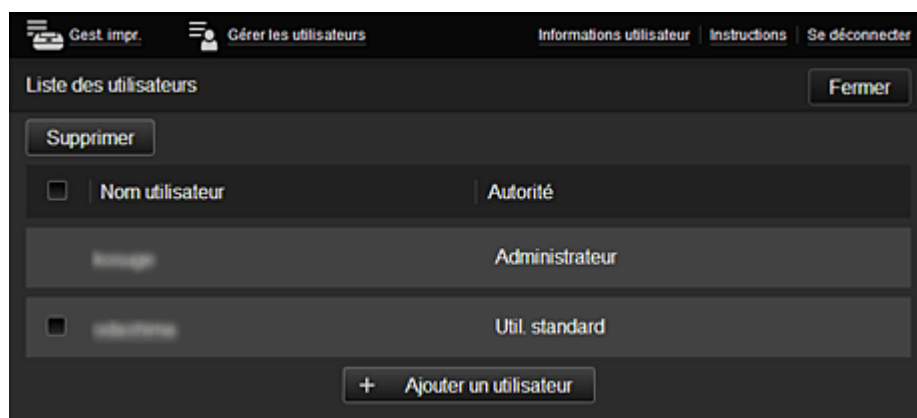 Gest. impr. Gérer les utilisateurs Informations utilisateur Instructions Se déconnecter
Liste des utilisateurs Fermer
Supprimer
Nom utilisateur Autorité
Administrateur
Util. standard
+ Ajouter un utilisateur